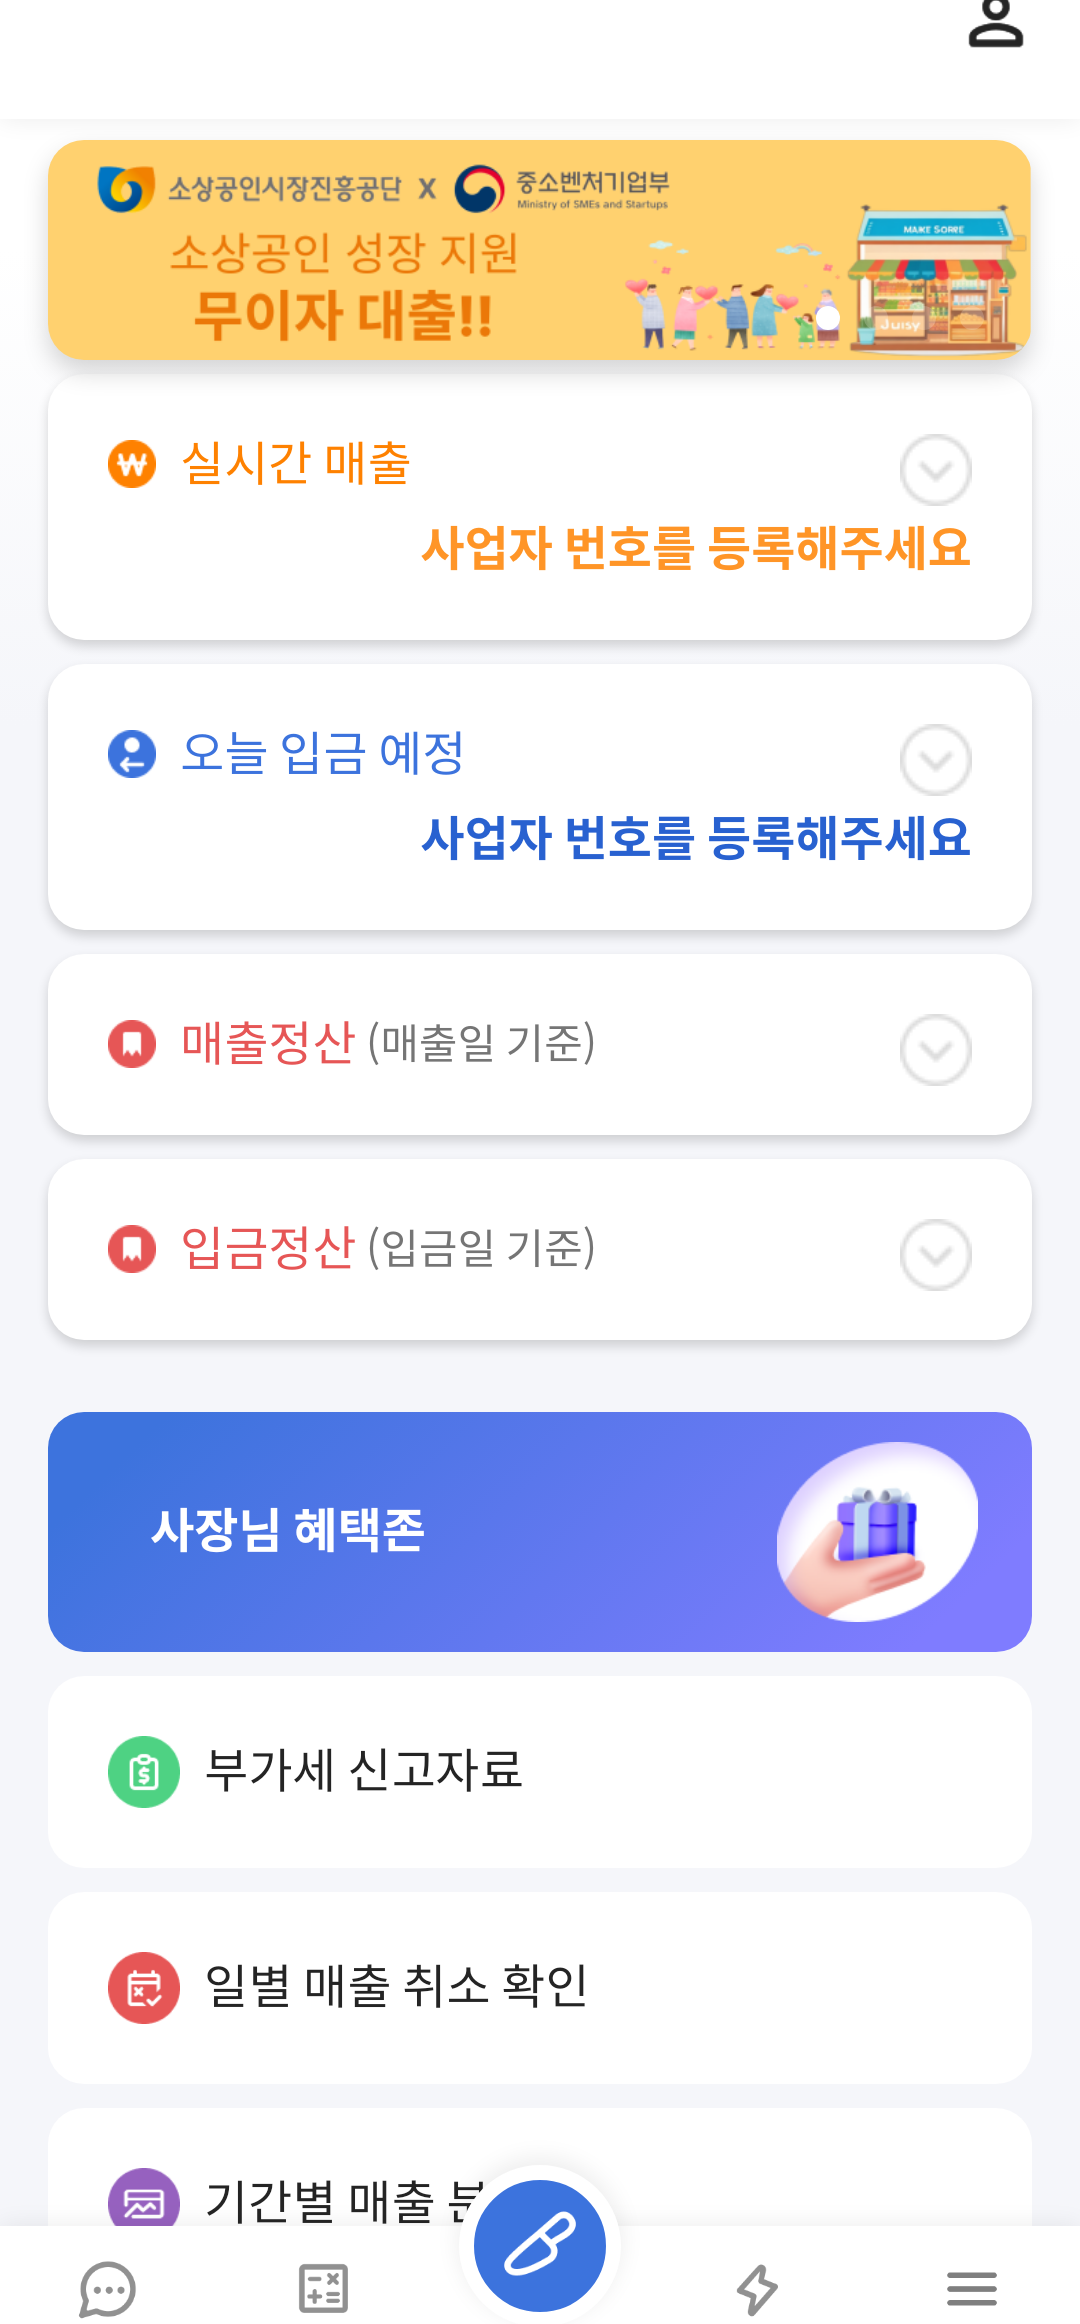 소상공인시장진흥공단 X 중소벤처기업부
Ministry of SMEs and Startups
소상공인 성장 지원
무이자 대출!!
MAIKE SORRE
Juisy
실시간 매출
사업자 번호를 등록해주세요
오늘 입금 예정
사업자 번호를 등록해주세요
매출정산 (매출일 기준)
입금정산 (입금일 기준)
사장님 혜택존
부가세 신고자료
일별 매출 취소 확인
기간별 매출